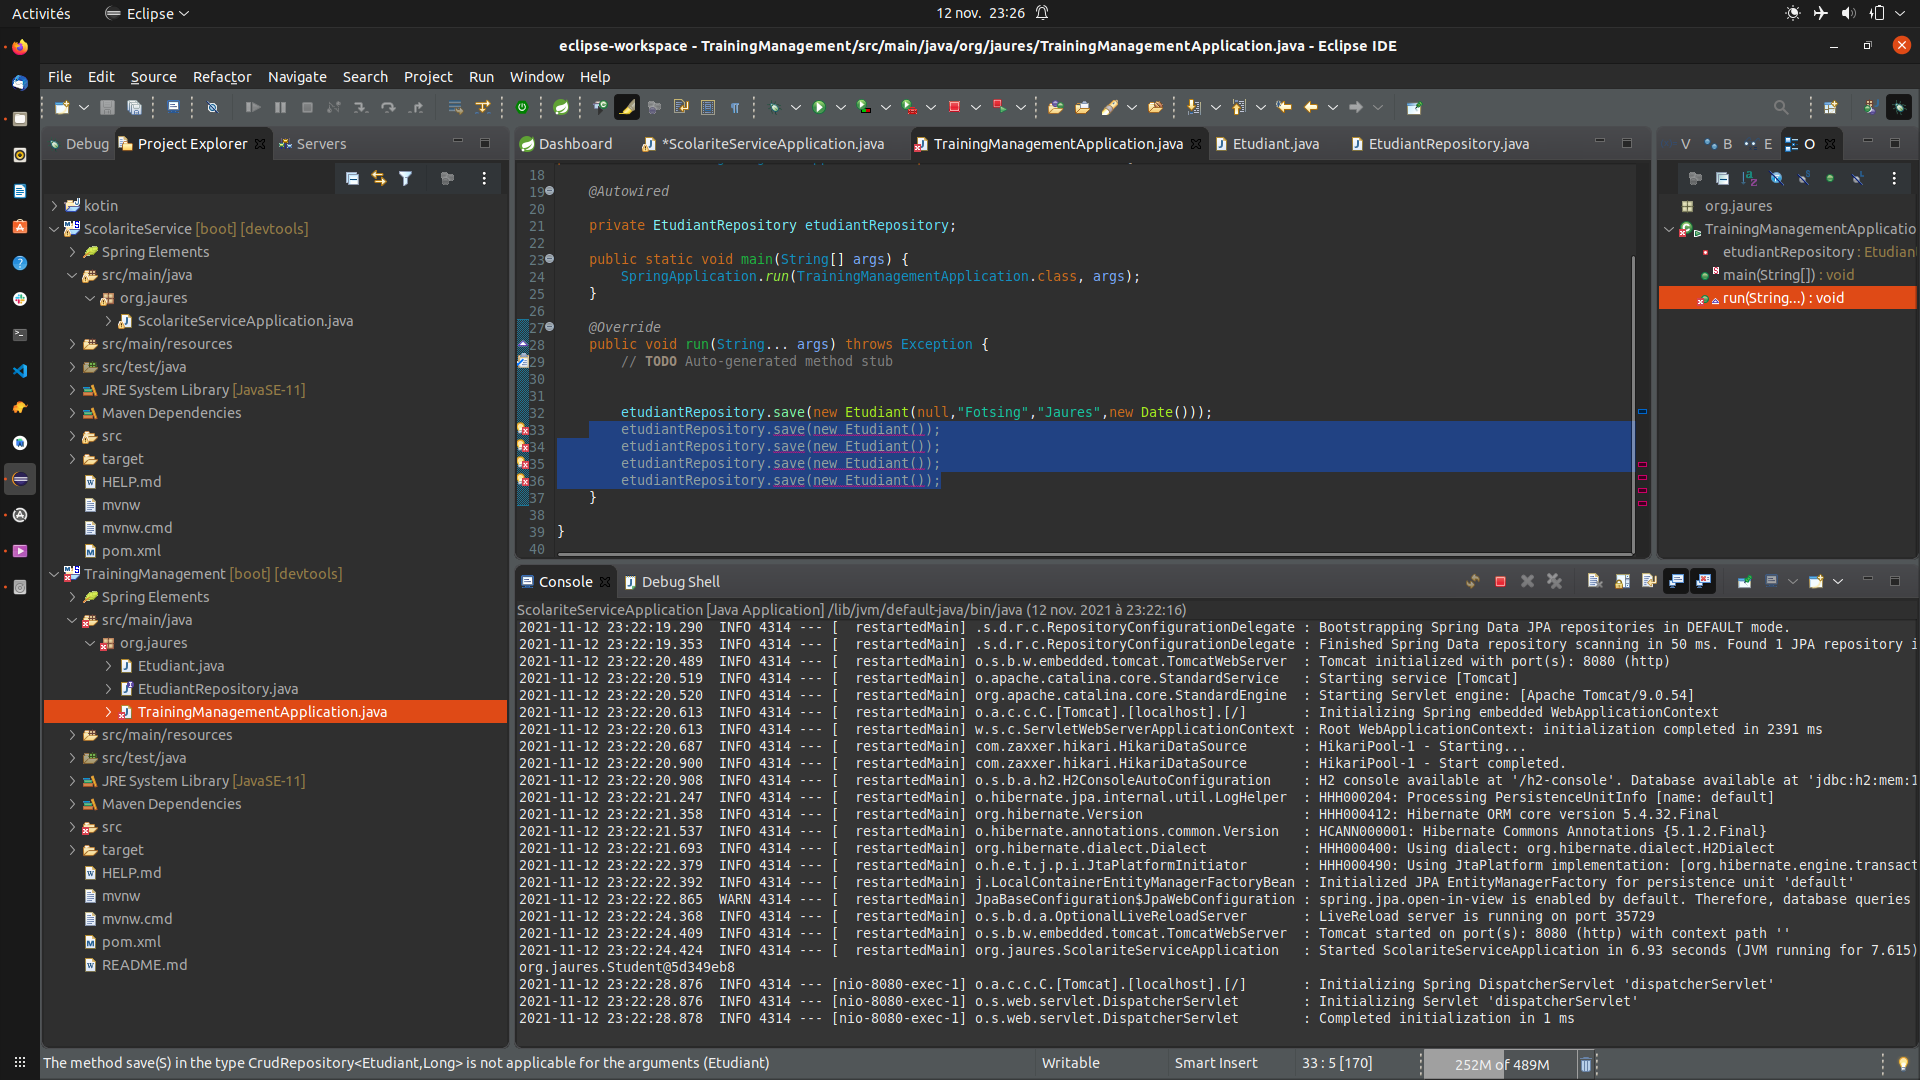 Activités
Eclipse
12 nov. 23:26
eclipse-workspace - TrainingManagement/src/main/java/org/jaures/TrainingManagementApplication.java - Eclipse IDE
File Edit Source Refactor Navigate Search Project Run Window Help
Debug
Project Explorer
Servers
kotin
ScolariteService [boot] [devtools]
Spring Elements
src/main/java
org.jaures
ScolariteServiceApplication.java
src/main/resources
src/test/java
JRE System Library [JavaSE-11]
Maven Dependencies
src
target
HELP.md
mvnw
mvnw.cmd
pom.xml
TrainingManagement [boot] [devtools]
Spring Elements
src/main/java
org.jaures
Etudiant.java
EtudiantRepository.java
TrainingManagementApplication.java
src/main/resources
src/test/java
JRE System Library [JavaSE-11]
Maven Dependencies
src
target
HELP.md
mvnw
mvnw.cmd
pom.xml
README.md
Dashboard
*ScolariteServiceApplication.java
TrainingManagementApplication.java
Etudiant.java
EtudiantRepository.java
18
19 @Autowired
20
21 private EtudiantRepository etudiantRepository;
22
23 public static void main(String[] args) {
24 SpringApplication.run(TrainingManagementApplication.class, args);
25 }
26
27 @Override
28 public void run(String... args) throws Exception {
29 // TODO Auto-generated method stub
30
31
32 etudiantRepository.save(new Etudiant(null,"Fotsing","Jaures",new Date()));
33 etudiantRepository.save(new Etudiant());
34 etudiantRepository.save(new Etudiant());
35 etudiantRepository.save(new Etudiant());
36 etudiantRepository.save(new Etudiant());
37 }
38
39 }
40
V B E O
org.jaures
TrainingManagementApplicatio
etudiantRepository : Etudian
main(String[]) : void
run(String...) : void
Console
Debug Shell
ScolariteServiceApplication [Java Application] /lib/jvm/default-java/bin/java (12 nov. 2021 à 23:22:16)
2021-11-12 23:22:19.290 INFO 4314 --- [ restartedMain] .s.d.r.c.RepositoryConfigurationDelegate : Bootstrapping Spring Data JPA repositories in DEFAULT mode.
2021-11-12 23:22:19.353 INFO 4314 --- [ restartedMain] .s.d.r.c.RepositoryConfigurationDelegate : Finished Spring Data repository scanning in 50 ms. Found 1 JPA repository i
2021-11-12 23:22:20.489 INFO 4314 --- [ restartedMain] o.s.b.w.embedded.tomcat.TomcatWebServer : Tomcat initialized with port(s): 8080 (http)
2021-11-12 23:22:20.519 INFO 4314 --- [ restartedMain] o.apache.catalina.core.StandardService : Starting service [Tomcat]
2021-11-12 23:22:20.520 INFO 4314 --- [ restartedMain] org.apache.catalina.core.StandardEngine : Starting Servlet engine: [Apache Tomcat/9.0.54]
2021-11-12 23:22:20.613 INFO 4314 --- [ restartedMain] o.a.c.c.C.[Tomcat].[localhost].[/] : Initializing Spring embedded WebApplicationContext
2021-11-12 23:22:20.613 INFO 4314 --- [ restartedMain] w.s.c.ServletWebServerApplicationContext : Root WebApplicationContext: initialization completed in 2391 ms
2021-11-12 23:22:20.687 INFO 4314 --- [ restartedMain] com.zaxxer.hikari.HikariDataSource : HikariPool-1 - Starting...
2021-11-12 23:22:20.900 INFO 4314 --- [ restartedMain] com.zaxxer.hikari.HikariDataSource : HikariPool-1 - Start completed.
2021-11-12 23:22:20.908 INFO 4314 --- [ restartedMain] o.s.b.a.h2.H2ConsoleAutoConfiguration : H2 console available at '/h2-console'. Database available at 'jdbc:h2:mem:1
2021-11-12 23:22:21.247 INFO 4314 --- [ restartedMain] o.hibernate.jpa.internal.util.LogHelper : HHH000204: Processing PersistenceUnitInfo [name: default]
2021-11-12 23:22:21.358 INFO 4314 --- [ restartedMain] org.hibernate.Version : HHH000412: Hibernate ORM core version 5.4.32.Final
2021-11-12 23:22:21.537 INFO 4314 --- [ restartedMain] o.hibernate.annotations.common.Version : HCANN000001: Hibernate Commons Annotations {5.1.2.Final}
2021-11-12 23:22:21.693 INFO 4314 --- [ restartedMain] org.hibernate.dialect.Dialect : HHH000400: Using dialect: org.hibernate.dialect.H2Dialect
2021-11-12 23:22:22.379 INFO 4314 --- [ restartedMain] o.h.e.t.j.p.i.JtaPlatformInitiator : HHH000490: Using JtaPlatform implementation: [org.hibernate.engine.transact
2021-11-12 23:22:22.392 INFO 4314 --- [ restartedMain] j.LocalContainerEntityManagerFactoryBean : Initialized JPA EntityManagerFactory for persistence unit 'default'
2021-11-12 23:22:22.865 WARN 4314 --- [ restartedMain] JpaBaseConfiguration$JpaWebConfiguration : spring.jpa.open-in-view is enabled by default. Therefore, database queries
2021-11-12 23:22:24.368 INFO 4314 --- [ restartedMain] o.s.b.d.a.OptionalLiveReloadServer : LiveReload server is running on port 35729
2021-11-12 23:22:24.409 INFO 4314 --- [ restartedMain] o.s.b.w.embedded.tomcat.TomcatWebServer : Tomcat started on port(s): 8080 (http) with context path ''
2021-11-12 23:22:24.424 INFO 4314 --- [ restartedMain] org.jaures.ScolariteServiceApplication : Started ScolariteServiceApplication in 6.93 seconds (JVM running for 7.615)
org.jaures.Student@5d349eb8
2021-11-12 23:22:28.876 INFO 4314 --- [nio-8080-exec-1] o.a.c.c.C.[Tomcat].[localhost].[/] : Initializing Spring DispatcherServlet 'dispatcherServlet'
2021-11-12 23:22:28.876 INFO 4314 --- [nio-8080-exec-1] o.s.web.servlet.DispatcherServlet : Initializing Servlet 'dispatcherServlet'
2021-11-12 23:22:28.878 INFO 4314 --- [nio-8080-exec-1] o.s.web.servlet.DispatcherServlet : Completed initialization in 1 ms
The method save(S) in the type CrudRepository<Etudiant,Long> is not applicable for the arguments (Etudiant)
Writable
Smart Insert
33 : 5 [170]
252M of 489M